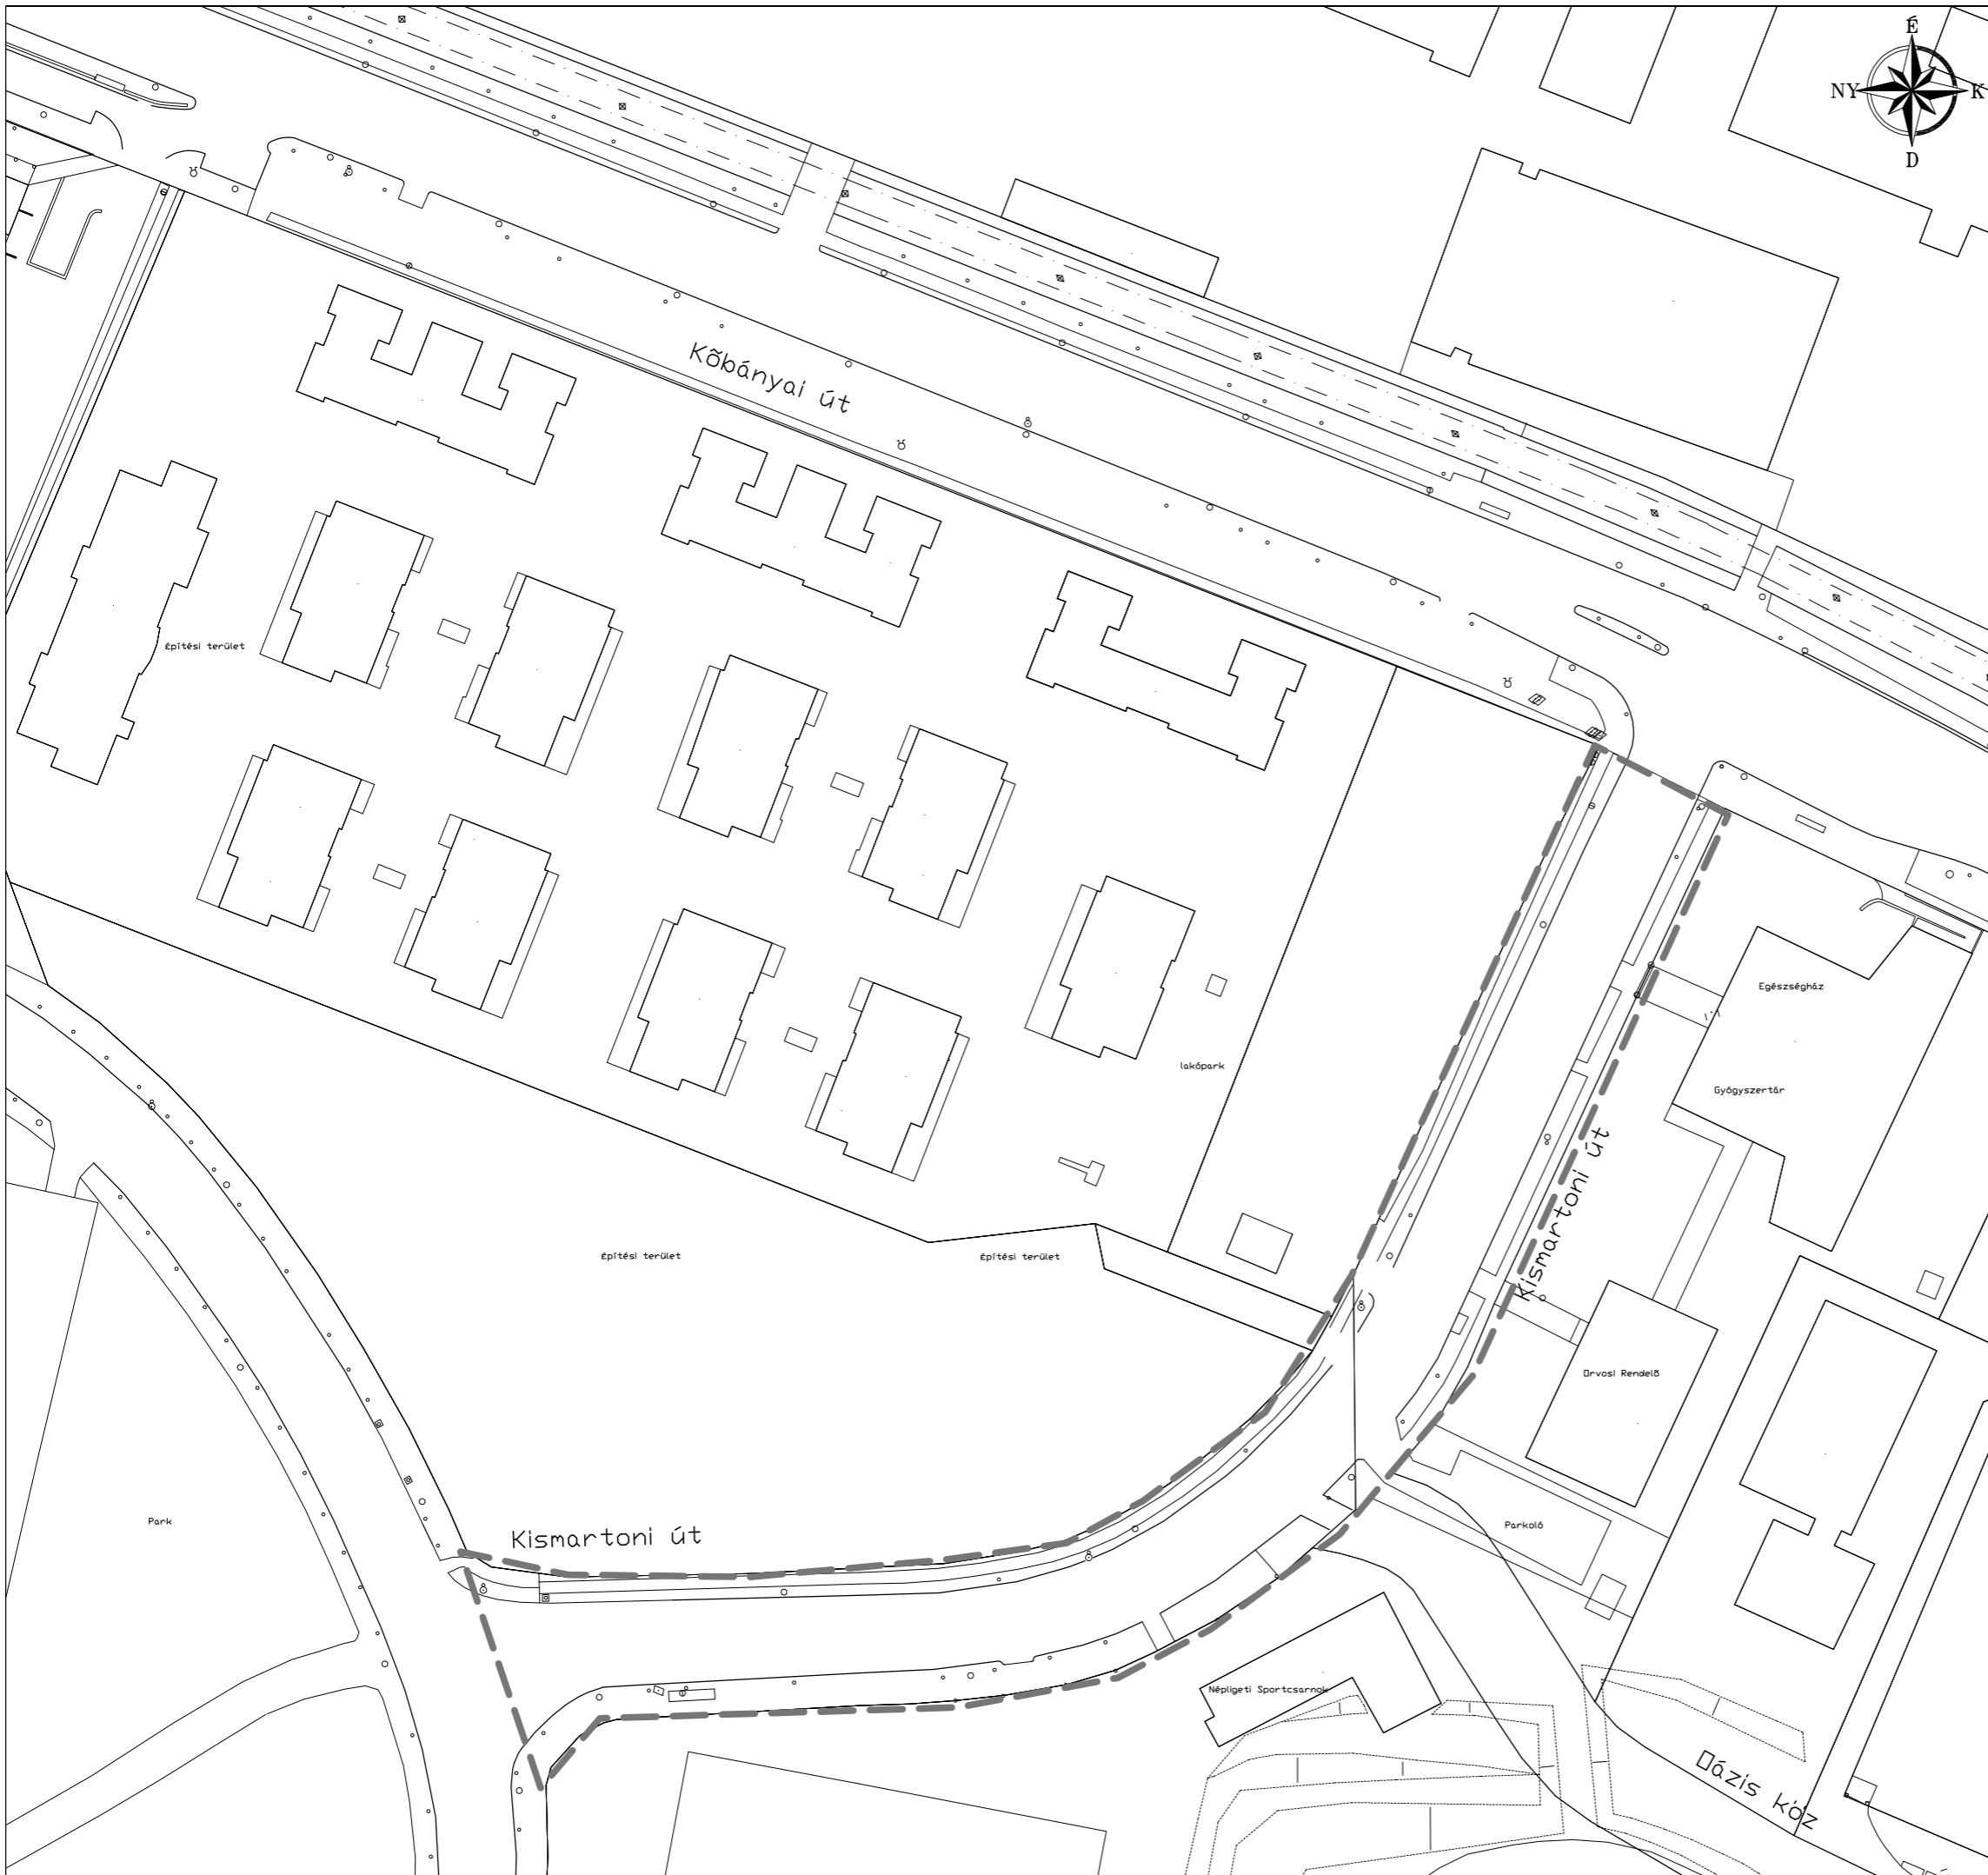 É
NY
K
D
Kõbányai út
Építési terület
Egészségház
lakópark
Gyógyszertár
Kismartoni út
Építési terület
Építési terület
Orvosi Rendelõ
Park
Kismartoni út
Parkoló
Népligeti Sportcsarnok
Oázis köz